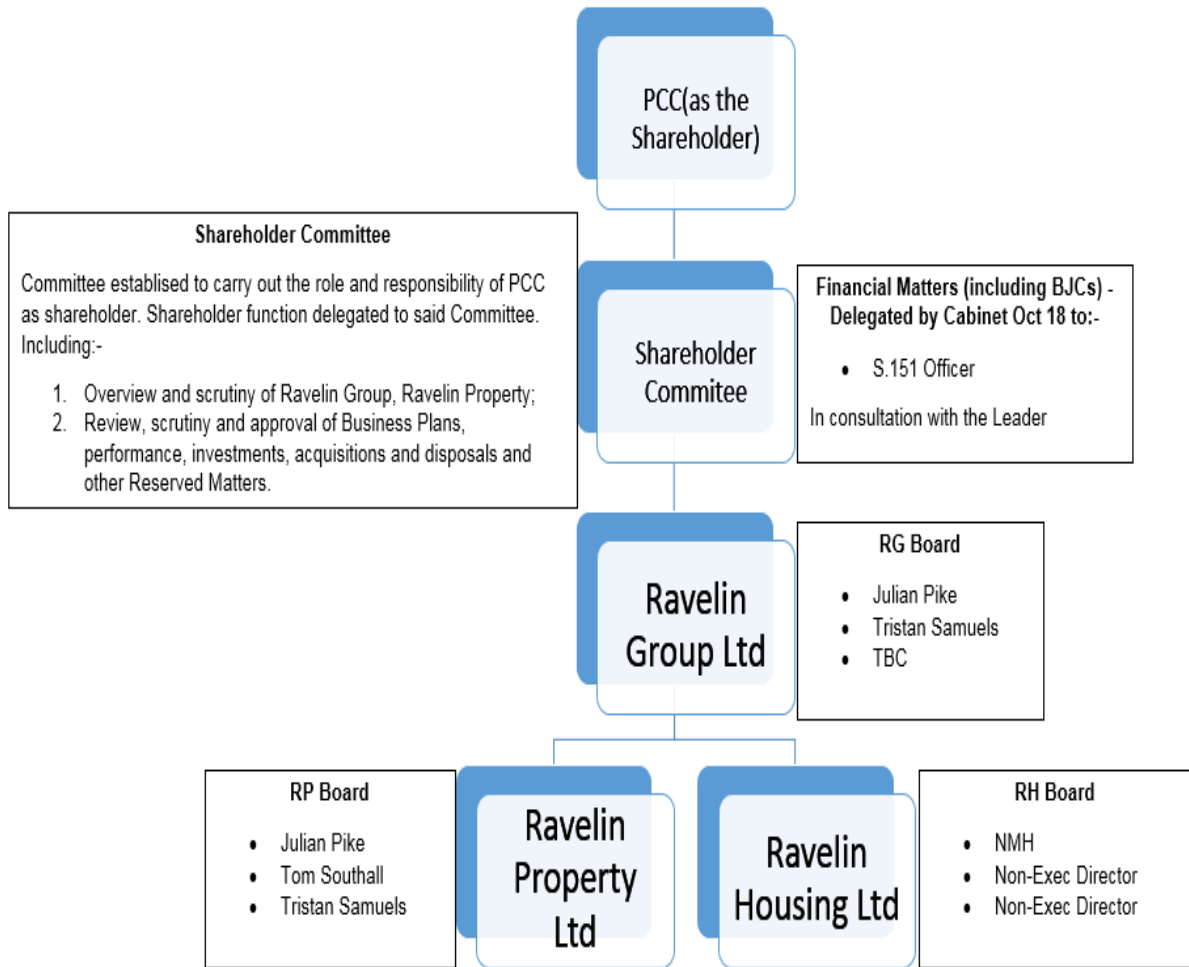 PCC(as the
Shareholder)
Shareholder Committee
Committee establised to carry out the role and responsibility of PCC
as shareholder. Shareholder function delegated to said Committee.
Including:-
1. Overview and scrutiny of Ravelin Group, Ravelin Property;
2. Review, scrutiny and approval of Business Plans,
performance, investments, acquisitions and disposals and
other Reserved Matters.
Shareholder
Commitee
Financial Matters (including BJCs) -
Delegated by Cabinet Oct 18 to:-
• S.151 Officer
In consultation with the Leader
Ravelin
Group Ltd
RG Board
• Julian Pike
• Tristan Samuels
• TBC
RP Board
• Julian Pike
• Tom Southall
• Tristan Samuels
Ravelin
Property
Ltd
Ravelin
Housing Ltd
RH Board
• NMH
• Non-Exec Director
• Non-Exec Director